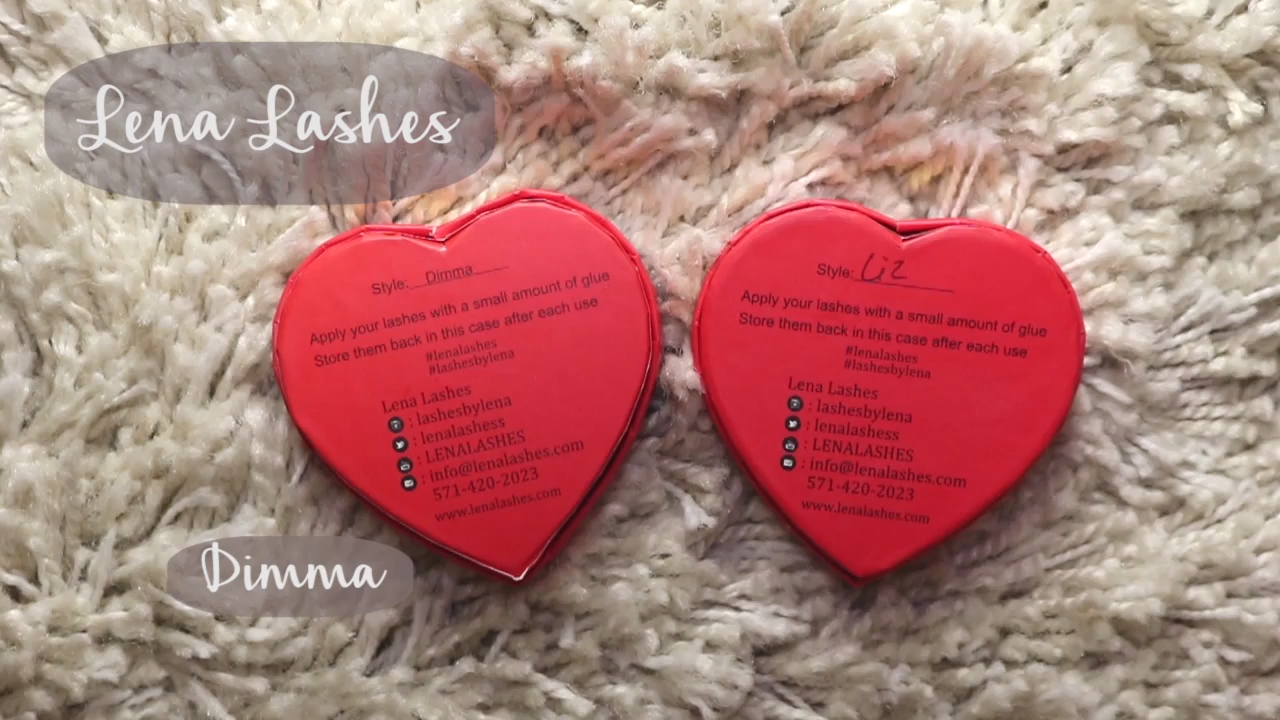 Lena Lashes
Style: Dimma
Apply your lashes with a small amount of glue
Store them back in this case after each use
#lenalashes
#lashesbylena
Lena Lashes
: lashesbylena
: lenalashess
: LENALASHES
: info@lenalashes.com
571-420-2023
www.lenalashes.com
Style: Liz
Apply your lashes with a small amount of glue
Store them back in this case after each use
#lenalashes
#lashesbylena
Lena Lashes
: lashesbylena
: lenalashess
: LENALASHES
: info@lenalashes.com
571-420-2023
www.lenalashes.com
Dimma